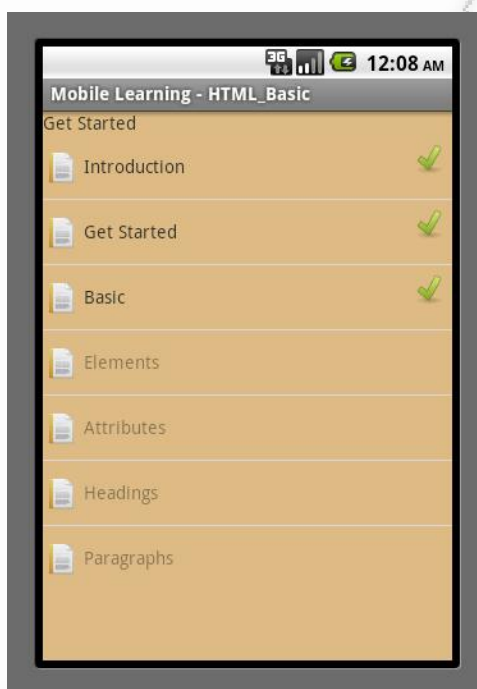 3G
12:08 AM
Mobile Learning - HTML_Basic
Get Started
Introduction
Get Started
Basic
Elements
Attributes
Headings
Paragraphs